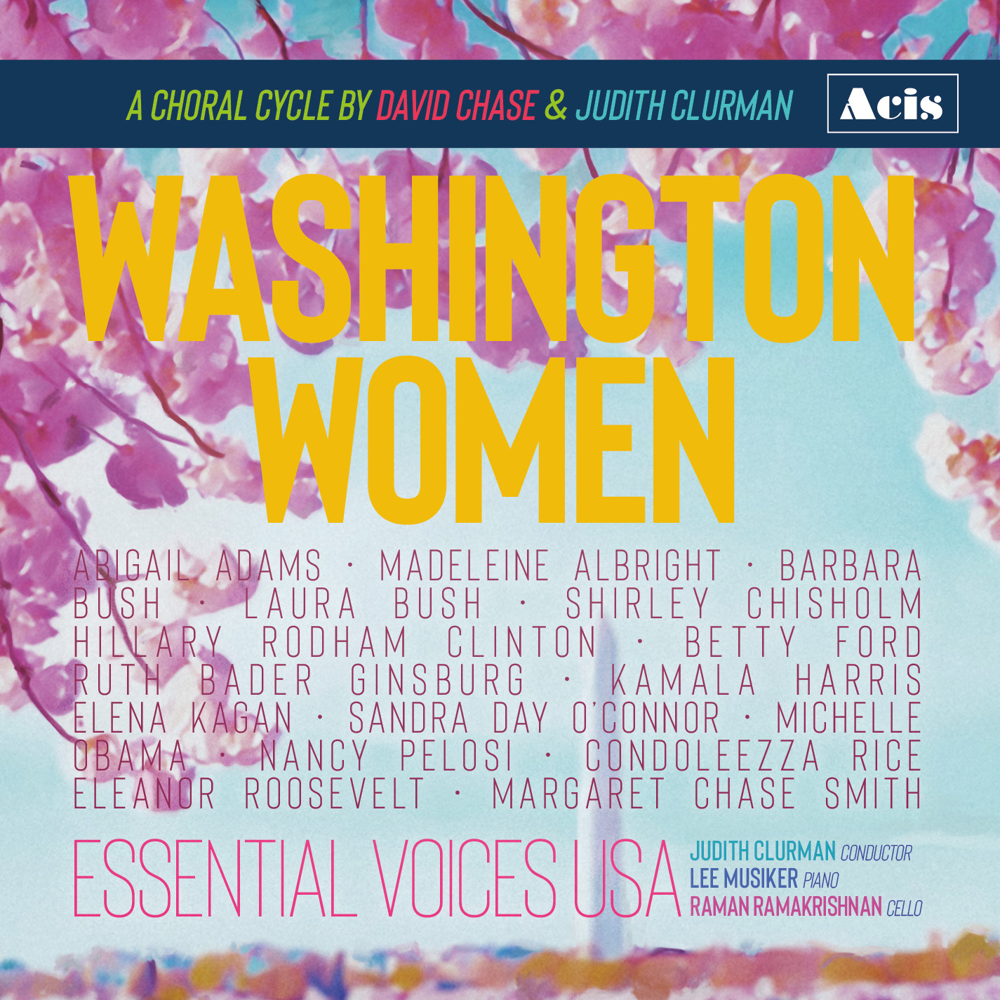 A CHORAL CYCLE BY DAVID CHASE & JUDITH CLURMAN
Acis
WASHINGTON
WOMEN
ABIGAIL ADAMS · MADELEINE ALBRIGHT · BARBARA
BUSH · LAURA BUSH · SHIRLEY CHISHOLM
HILLARY RODHAM CLINTON · BETTY FORD
RUTH BADER GINSBURG · KAMALA HARRIS
ELENA KAGAN · SANDRA DAY O'CONNOR · MICHELLE
OBAMA · NANCY PELOSI · CONDOLEEZZA RICE
ELEANOR ROOSEVELT · MARGARET CHASE SMITH
ESSENTIAL VOICES USA
JUDITH CLURMAN CONDUCTOR
LEE MUSIKER PIANO
RAMAN RAMAKRISHNAN CELLO